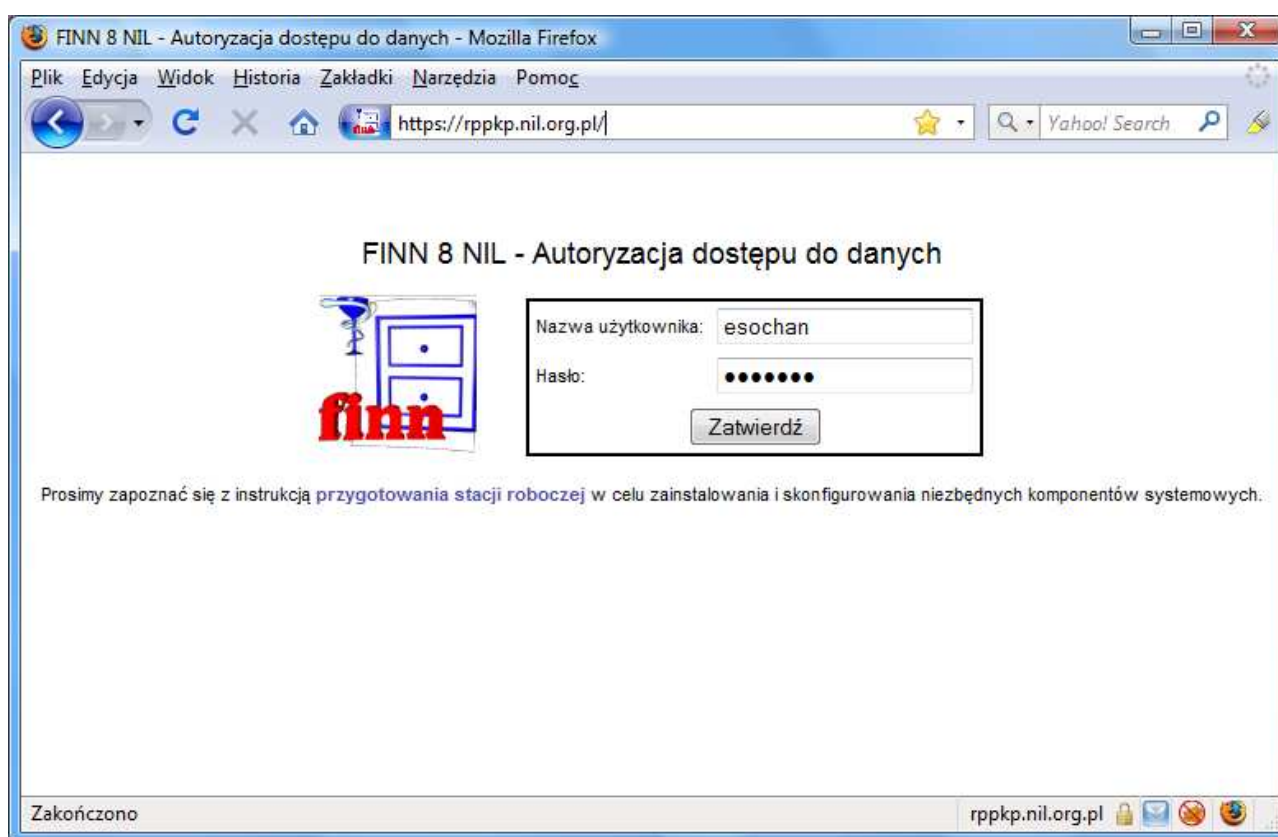 FINN 8 NIL - Autoryzacja dostępu do danych - Mozilla Firefox
Plik Edycja Widok Historia Zakładki Narzędzia Pomoc
https://rppkp.nil.org.pl/
Yahoo! Search
FINN 8 NIL - Autoryzacja dostępu do danych
finn
Nazwa użytkownika: esochan
Hasło: •••••••
Zatwierdź
Prosimy zapoznać się z instrukcją przygotowania stacji roboczej w celu zainstalowania i skonfigurowania niezbędnych komponentów systemowych.
Zakończono rppkp.nil.org.pl